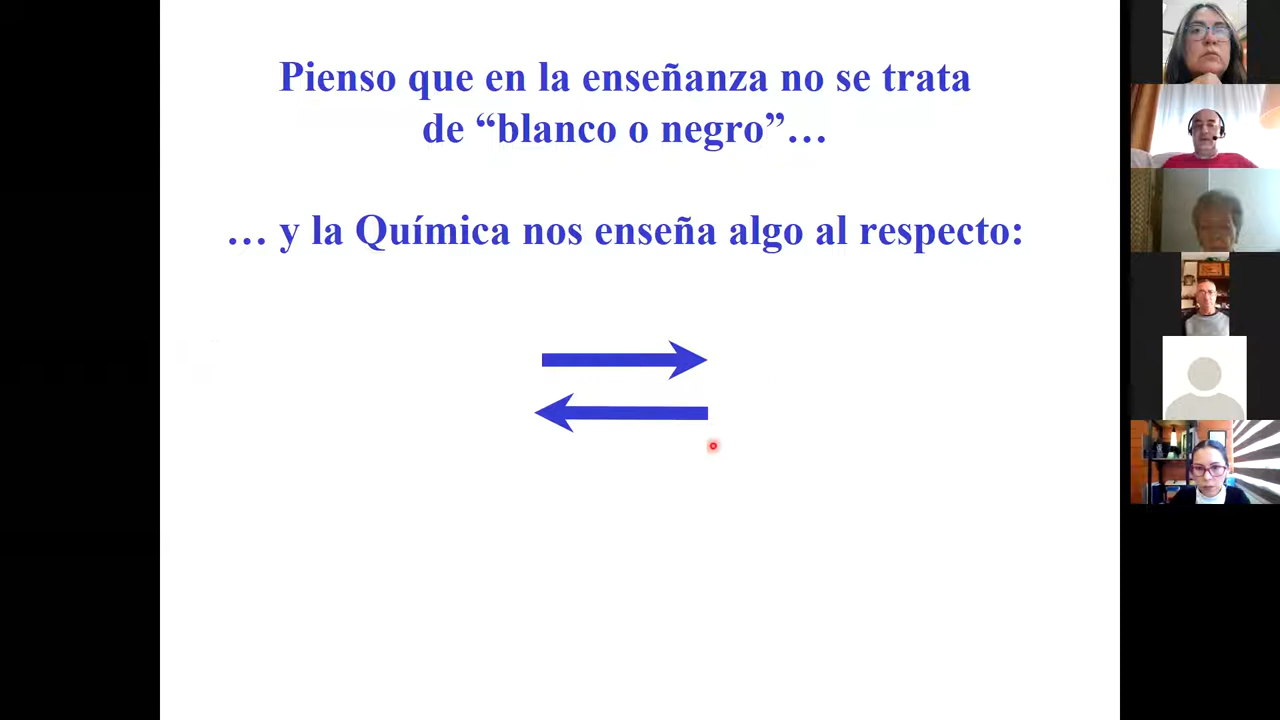 Pienso que en la enseñanza no se trata
de “blanco o negro”…
… y la Química nos enseña algo al respecto: